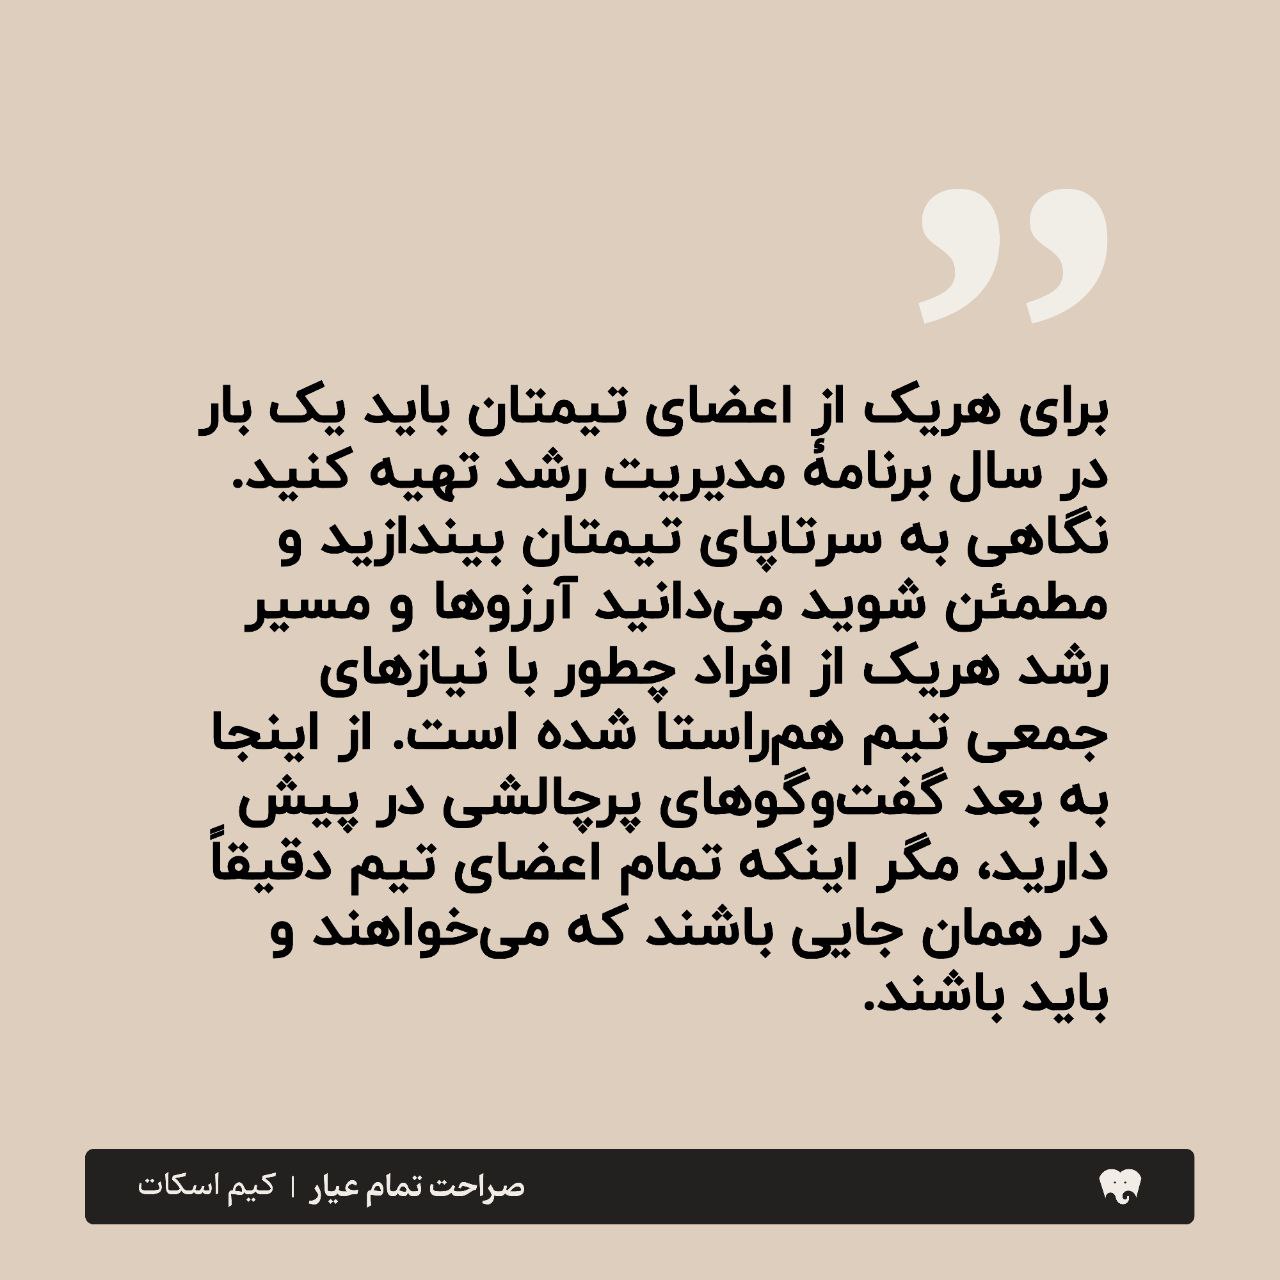 ”
برای هریک از اعضای تیمتان باید یک بار
در سال برنامهٔ مدیریت رشد تهیه کنید.
نگاهی به سرتاپای تیمتان بیندازید و
مطمئن شوید می‌دانید آرزوها و مسیر
رشد هریک از افراد چطور با نیازهای
جمعی تیم هم‌راستا شده است. از اینجا
به بعد گفت‌وگوهای پرچالشی در پیش
دارید، مگر اینکه تمام اعضای تیم دقیقاً
در همان جایی باشند که می‌خواهند و
باید باشند.
صراحت تمام عیار | کیم اسکات